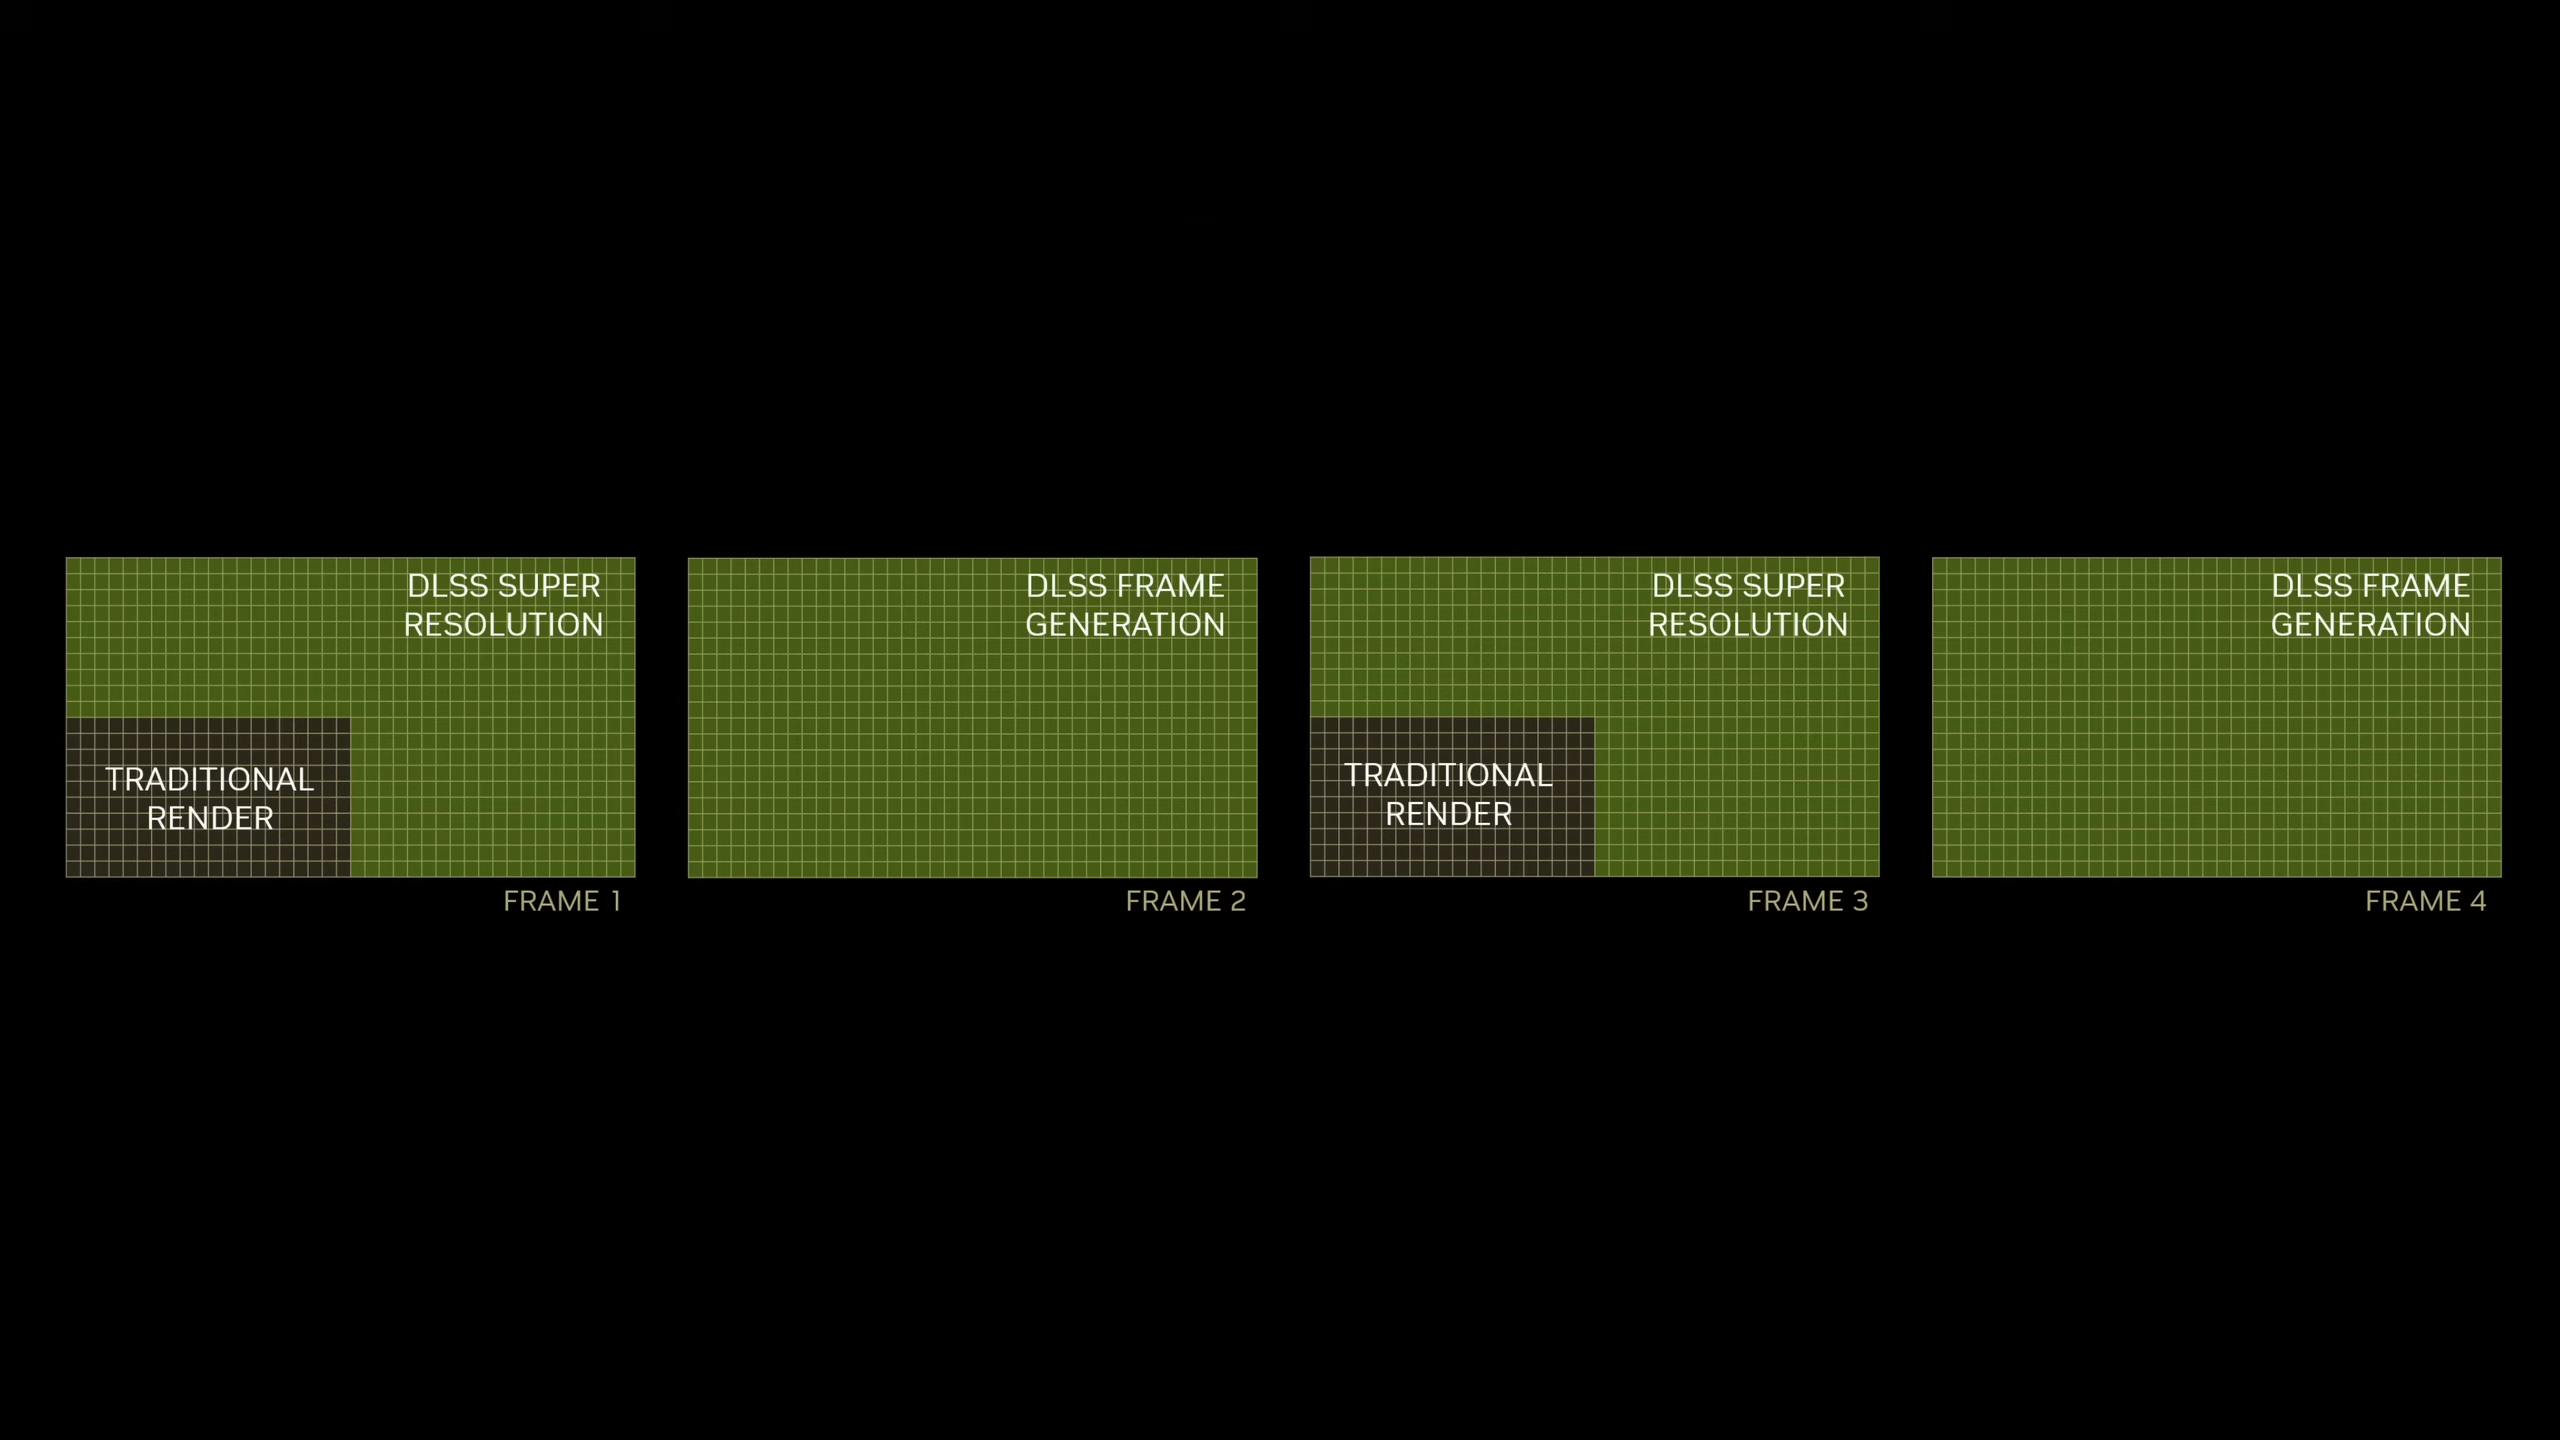 DLSS SUPER
RESOLUTION
TRADITIONAL
RENDER
FRAME 1
DLSS FRAME
GENERATION
FRAME 2
DLSS SUPER
RESOLUTION
TRADITIONAL
RENDER
FRAME 3
DLSS FRAME
GENERATION
FRAME 4